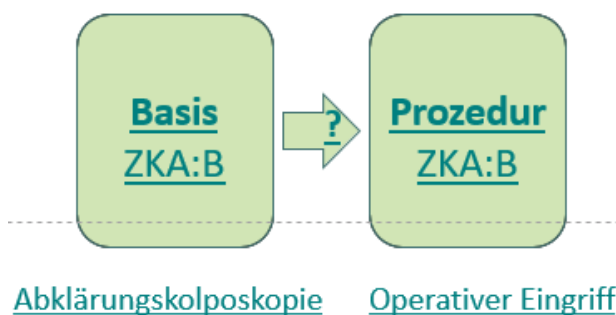 Basis
ZKA:B
?
Prozedur
ZKA:B
Abklärungskolposkopie
Operativer Eingriff